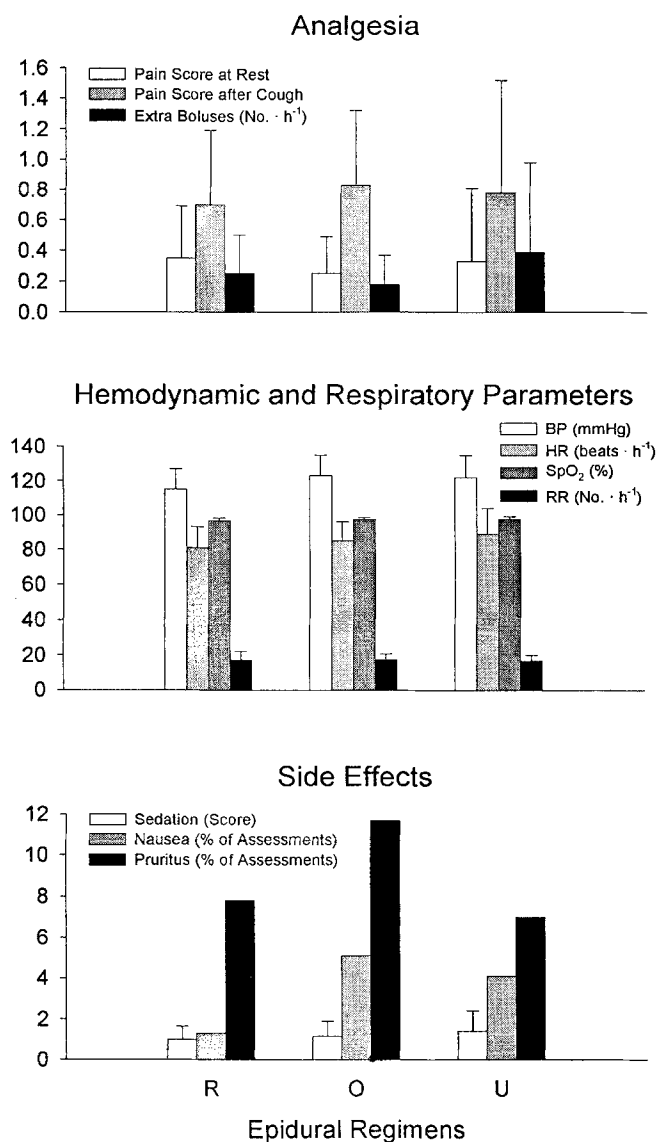 Analgesia
1.6
1.4
1.2
1.0
0.8
0.6
0.4
0.2
0.0
Pain Score at Rest
Pain Score after Cough
Extra Boluses (No. · h⁻¹)
Hemodynamic and Respiratory Parameters
140
120
100
80
60
40
20
0
BP (mmHg)
HR (beats · h⁻¹)
SpO₂ (%)
RR (No. · h⁻¹)
Side Effects
12
10
8
6
4
2
0
Sedation (Score)
Nausea (% of Assessments)
Pruritus (% of Assessments)
R O U
Epidural Regimens